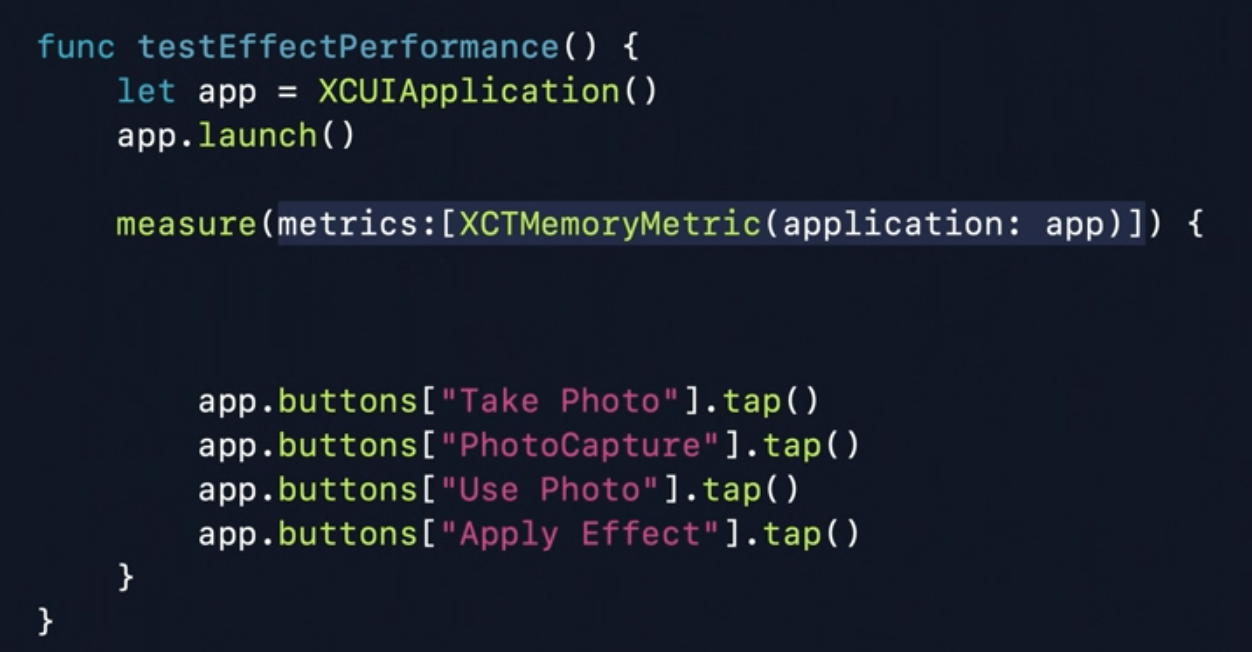 func testEffectPerformance() {
    let app = XCUIApplication()
    app.launch()

    measure(metrics:[XCTMemoryMetric(application: app)]) {

        app.buttons["Take Photo"].tap()
        app.buttons["PhotoCapture"].tap()
        app.buttons["Use Photo"].tap()
        app.buttons["Apply Effect"].tap()
    }
}